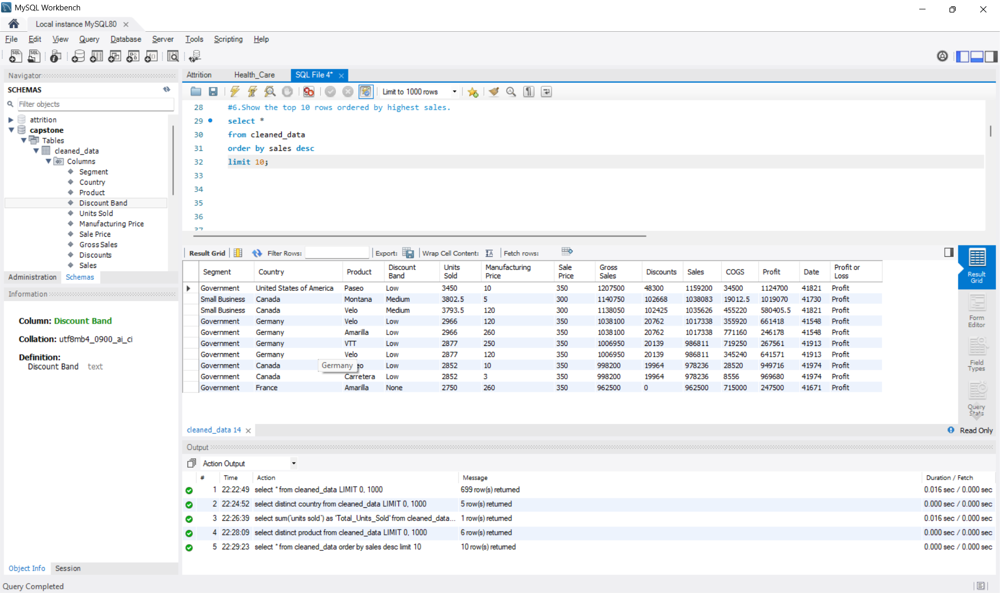 MySQL Workbench
Local instance MySQL80
File Edit View Query Database Server Tools Scripting Help
Navigator
SCHEMAS
Filter objects
attrition
capstone
Tables
cleaned_data
Columns
Segment
Country
Product
Discount Band
Units Sold
Manufacturing Price
Sale Price
Gross Sales
Discounts
Sales
Administration Schemas
Information
Column: Discount Band
Collation: utf8mb4_0900_ai_ci
Definition:
Discount Band text
Object Info Session
Query Completed
Attrition Health_Care SQL File 4*
Limit to 1000 rows
28 #6.Show the top 10 rows ordered by highest sales.
29 select *
30 from cleaned_data
31 order by sales desc
32 limit 10;
33
34
35
36
37
Result Grid Filter Rows: Export: Wrap Cell Content: Fetch rows:
Segment Country Product Discount Band Units Sold Manufacturing Price Sale Price Gross Sales Discounts Sales COGS Profit Date Profit or Loss
Government United States of America Paseo Low 3450 10 350 1207500 48300 1159200 34500 1124700 41821 Profit
Small Business Canada Montana Medium 3802.5 5 300 1140750 102668 1038083 19012.5 1019070 41730 Profit
Small Business Canada Velo Medium 3793.5 120 300 1138050 102425 1035626 455220 580405.5 41821 Profit
Government Germany Velo Low 2966 120 350 1038100 20762 1017338 355920 661418 41548 Profit
Government Germany Amarilla Low 2966 260 350 1038100 20762 1017338 771160 246178 41548 Profit
Government Germany VTT Low 2877 250 350 1006950 20139 986811 719250 267561 41913 Profit
Government Germany Velo Low 2877 120 350 1006950 20139 986811 345240 641571 41913 Profit
Government Canada Low 2852 10 350 998200 19964 978236 28520 949716 41974 Profit
Germany
Government Canada Carretera Low 2852 3 350 998200 19964 978236 8556 969680 41974 Profit
Government France Amarilla None 2750 260 350 962500 0 962500 715000 247500 41671 Profit
Result Grid
Form Editor
Field Types
Query Stats
cleaned_data 14
Read Only
Output
Action Output
# Time Action Message Duration / Fetch
1 22:22:49 select * from cleaned_data LIMIT 0, 1000 699 row(s) returned 0.016 sec / 0.000 sec
2 22:24:52 select distinct country from cleaned_data LIMIT 0, 1000 5 row(s) returned 0.000 sec / 0.000 sec
3 22:26:39 select sum(`units sold`) as 'Total_Units_Sold' from cleaned_data... 1 row(s) returned 0.016 sec / 0.000 sec
4 22:28:09 select distinct product from cleaned_data LIMIT 0, 1000 6 row(s) returned 0.000 sec / 0.000 sec
5 22:29:23 select * from cleaned_data order by sales desc limit 10 10 row(s) returned 0.000 sec / 0.000 sec